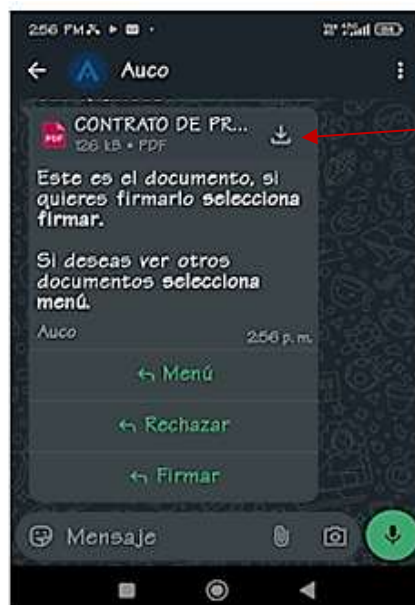 2:56 PM
Auco
CONTRATO DE PR...
PDF
126 kB • PDF
Este es el documento, si
quieres firmarlo selecciona
firmar.
Si deseas ver otros
documentos selecciona
menú.
Auco
2:56 p. m.
Menú
Rechazar
Firmar
Mensaje